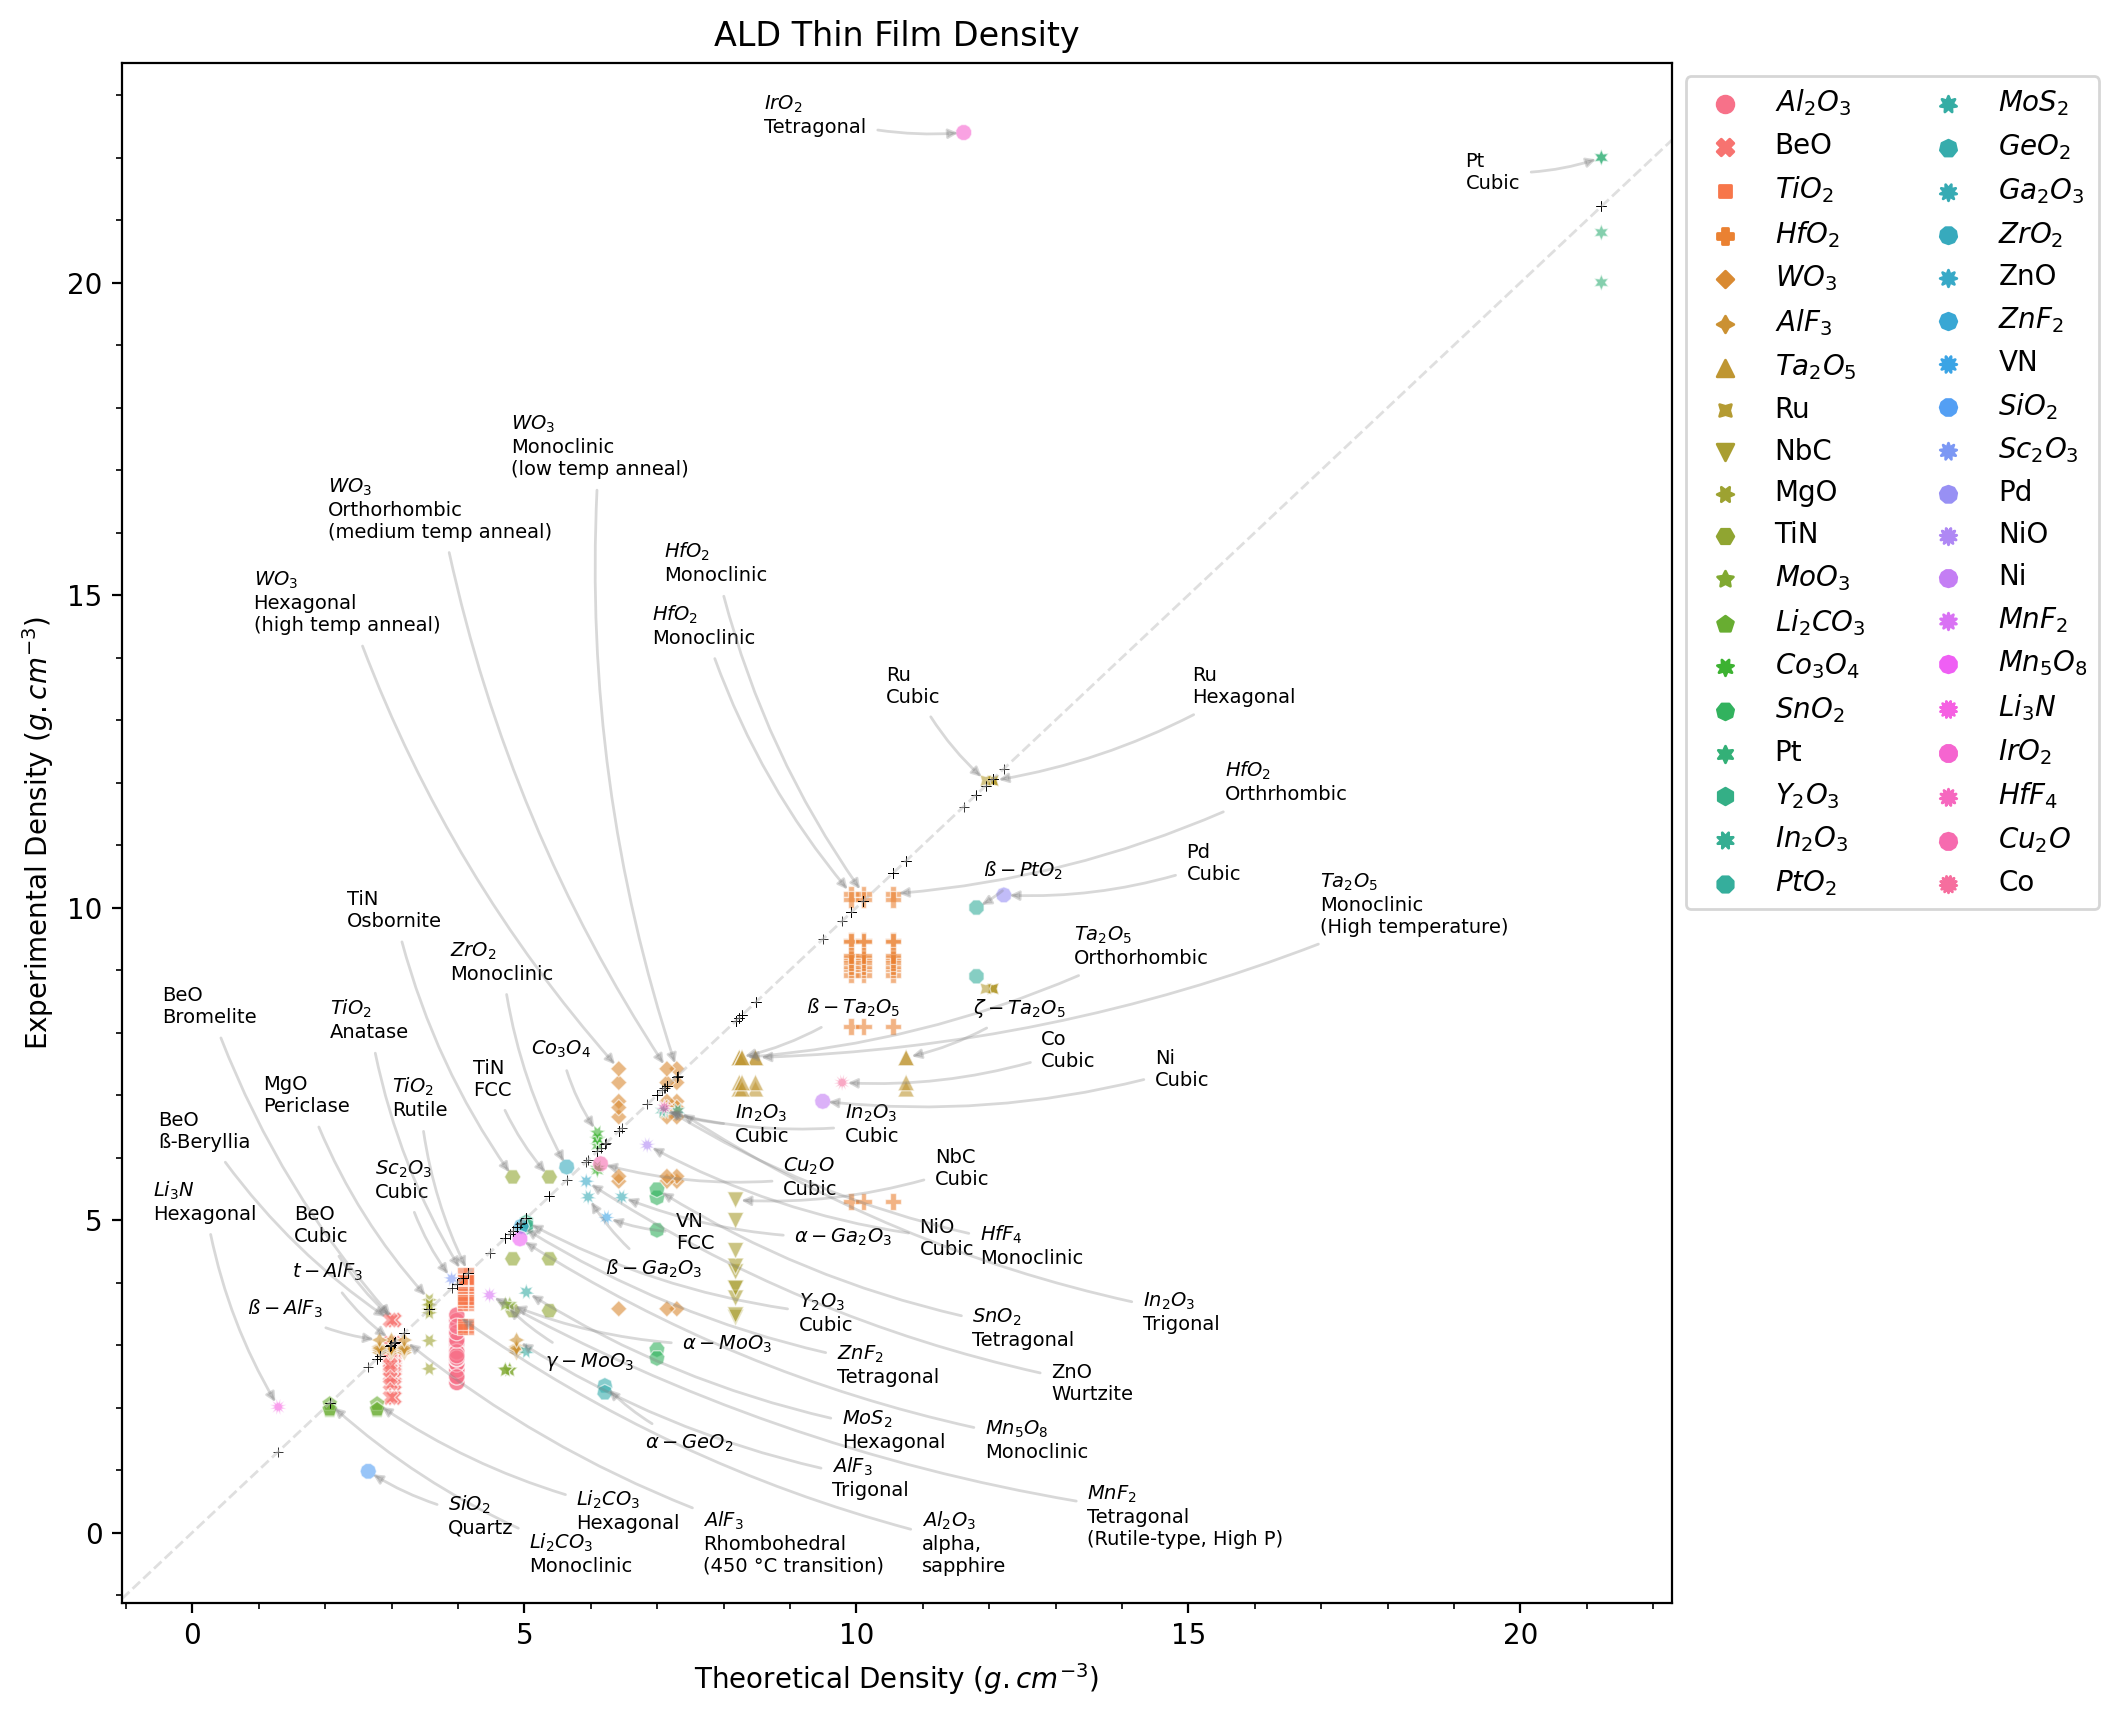 ALD Thin Film Density
IrO₂
Tetragonal
Pt
Cubic
WO₃
Monoclinic
(low temp anneal)
WO₃
Orthorhombic
(medium temp anneal)
WO₃
Hexagonal
(high temp anneal)
HfO₂
Monoclinic
HfO₂
Monoclinic
Ru
Cubic
Ru
Hexagonal
HfO₂
Orthrhombic
Pd
Cubic
ß − PtO₂
Ta₂O₅
Monoclinic
(High temperature)
Ta₂O₅
Orthorhombic
TiN
Osbornite
ZrO₂
Monoclinic
BeO
Bromelite
TiO₂
Anatase
Co₃O₄
ß − Ta₂O₅
ζ − Ta₂O₅
Co
Cubic
Ni
Cubic
MgO
Periclase
TiO₂
Rutile
TiN
FCC
BeO
ß-Beryllia
In₂O₃
Cubic
In₂O₃
Cubic
Li₃N
Hexagonal
Sc₂O₃
Cubic
Cu₂O
Cubic
NbC
Cubic
BeO
Cubic
VN
FCC
α − Ga₂O₃
NiO
Cubic
HfF₄
Monoclinic
t − AlF₃
ß − Ga₂O₃
ß − AlF₃
Y₂O₃
Cubic
SnO₂
Tetragonal
In₂O₃
Trigonal
α − MoO₃
γ − MoO₃
ZnF₂
Tetragonal
ZnO
Wurtzite
α − GeO₂
MoS₂
Hexagonal
Mn₅O₈
Monoclinic
AlF₃
Trigonal
SiO₂
Quartz
Li₂CO₃
Hexagonal
Li₂CO₃
Monoclinic
AlF₃
Rhombohedral
(450 °C transition)
Al₂O₃
alpha,
sapphire
MnF₂
Tetragonal
(Rutile-type, High P)
20
15
10
5
0
Experimental Density (g.cm⁻³)
0
5
10
15
20
Theoretical Density (g.cm⁻³)
Al₂O₃
BeO
TiO₂
HfO₂
WO₃
AlF₃
Ta₂O₅
Ru
NbC
MgO
TiN
MoO₃
Li₂CO₃
Co₃O₄
SnO₂
Pt
Y₂O₃
In₂O₃
PtO₂
MoS₂
GeO₂
Ga₂O₃
ZrO₂
ZnO
ZnF₂
VN
SiO₂
Sc₂O₃
Pd
NiO
Ni
MnF₂
Mn₅O₈
Li₃N
IrO₂
HfF₄
Cu₂O
Co